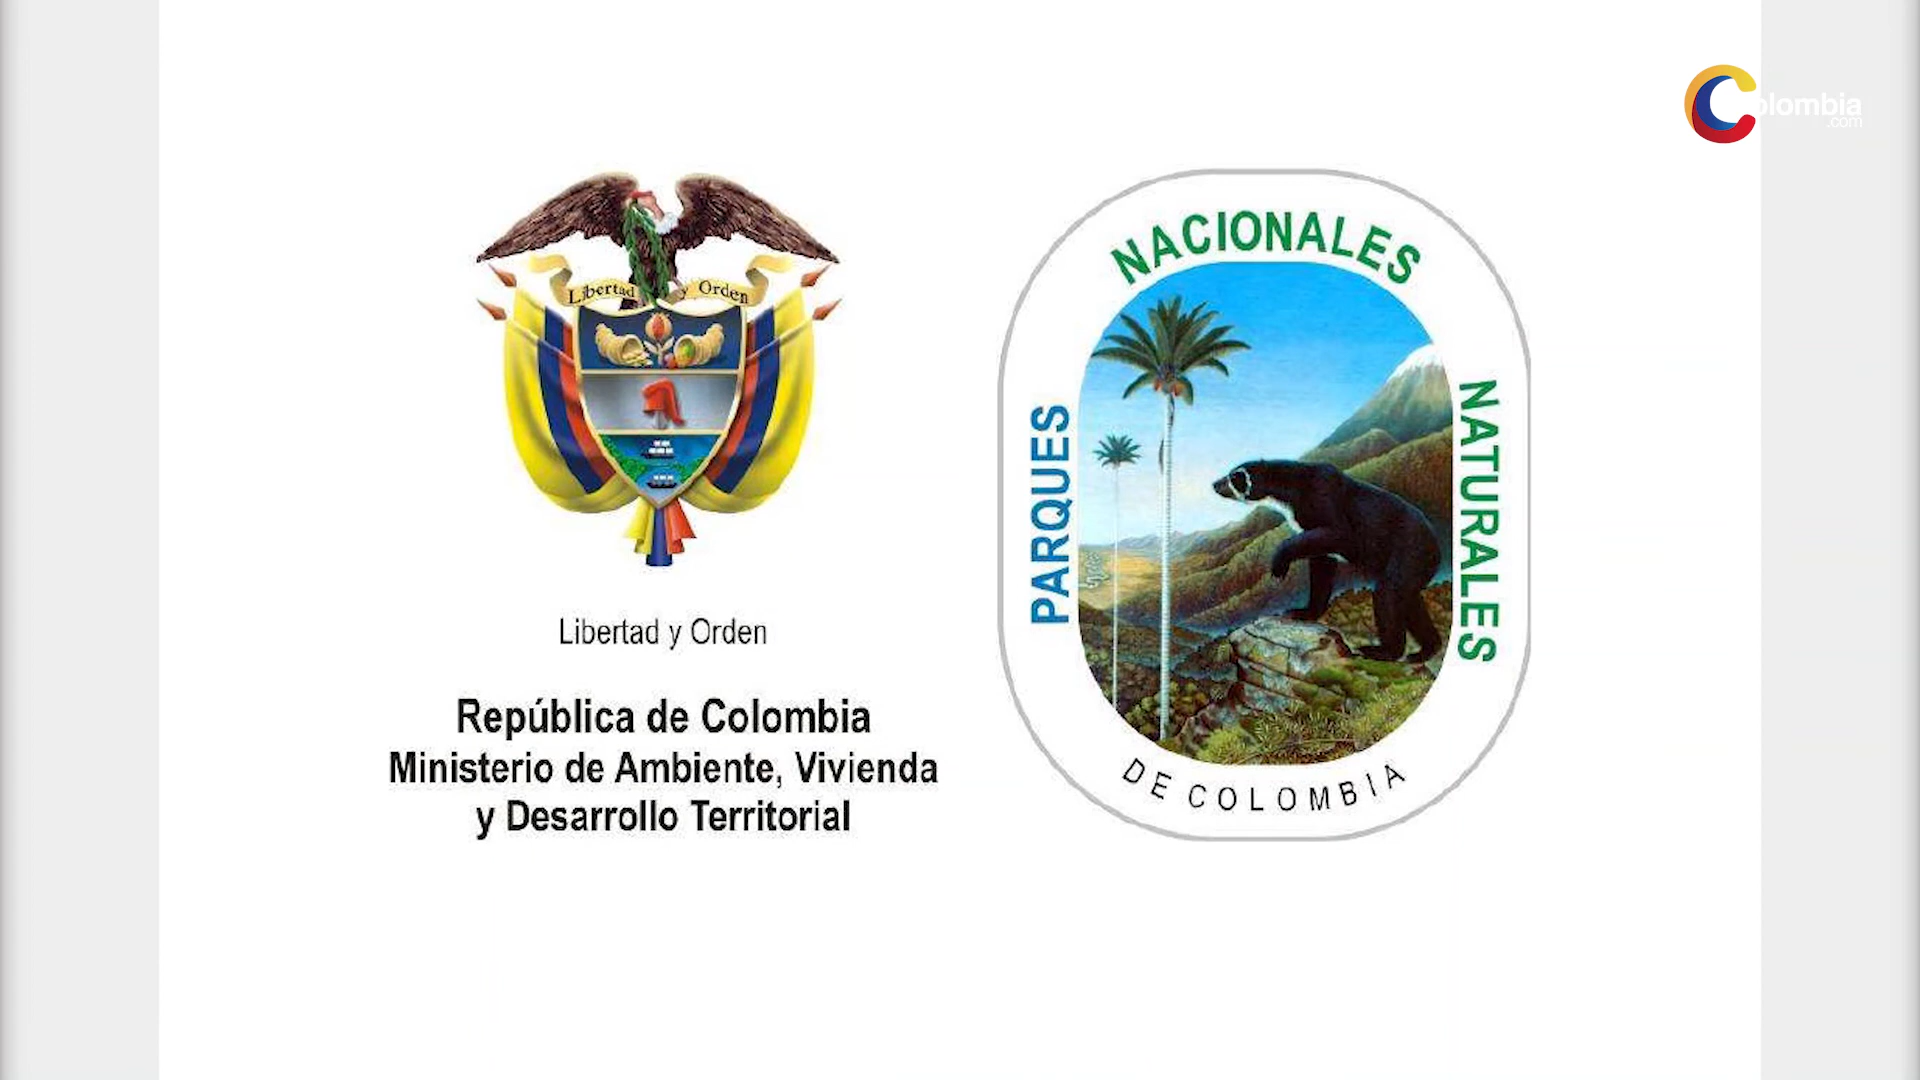 Colombia
.com
Libertad y Orden
Libertad y Orden
República de Colombia
Ministerio de Ambiente, Vivienda
y Desarrollo Territorial
PARQUES
NACIONALES
NATURALES
DE COLOMBIA